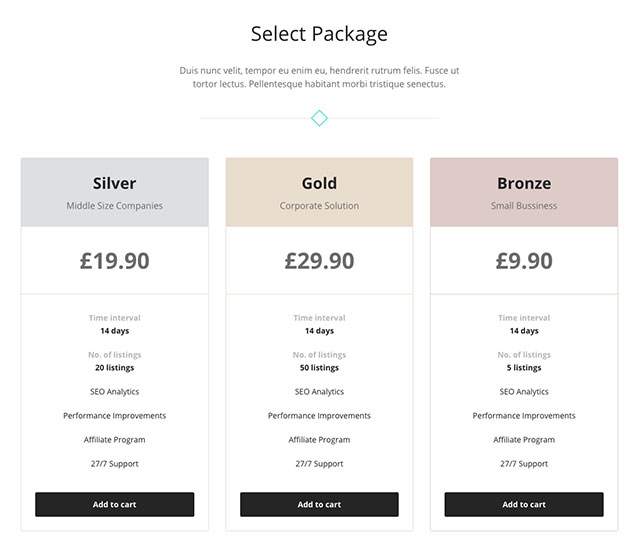 Select Package
Duis nunc velit, tempor eu enim eu, hendrerit rutrum felis. Fusce ut
tortor lectus. Pellentesque habitant morbi tristique senectus.
Silver
Middle Size Companies
£19.90
Time interval
14 days
No. of listings
20 listings
SEO Analytics
Performance Improvements
Affiliate Program
27/7 Support
Add to cart
Gold
Corporate Solution
£29.90
Time interval
14 days
No. of listings
50 listings
SEO Analytics
Performance Improvements
Affiliate Program
27/7 Support
Add to cart
Bronze
Small Bussiness
£9.90
Time interval
14 days
No. of listings
5 listings
SEO Analytics
Performance Improvements
Affiliate Program
27/7 Support
Add to cart